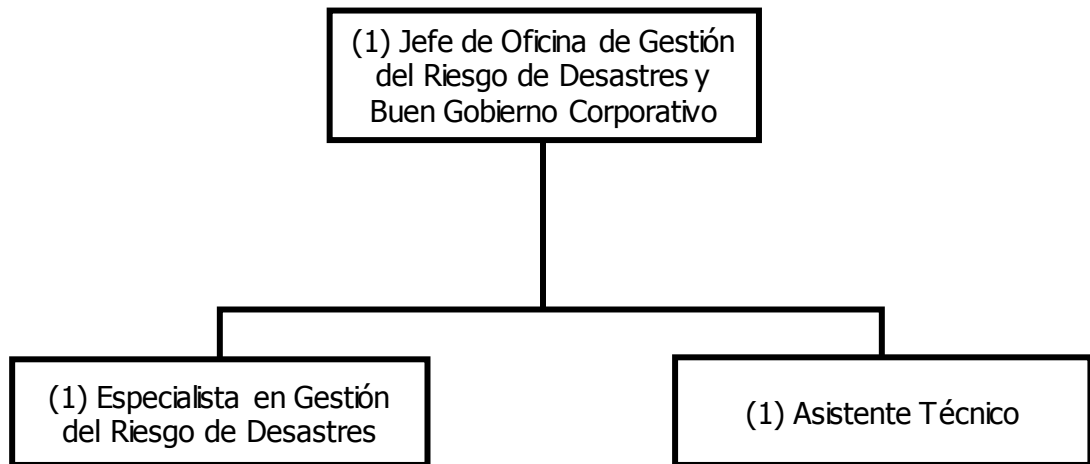 (1) Jefe de Oficina de Gestión
del Riesgo de Desastres y
Buen Gobierno Corporativo
(1) Especialista en Gestión
del Riesgo de Desastres
(1) Asistente Técnico